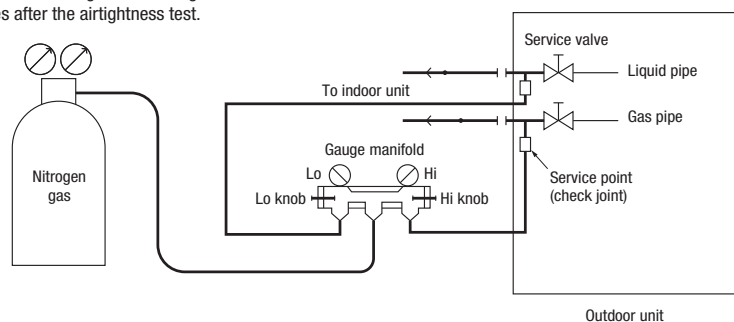 es after the airtightness test.
Service valve
Liquid pipe
To indoor unit
Gas pipe
Gauge manifold
Lo
Hi
Nitrogen
gas
Lo knob
Hi knob
Service point
(check joint)
Outdoor unit